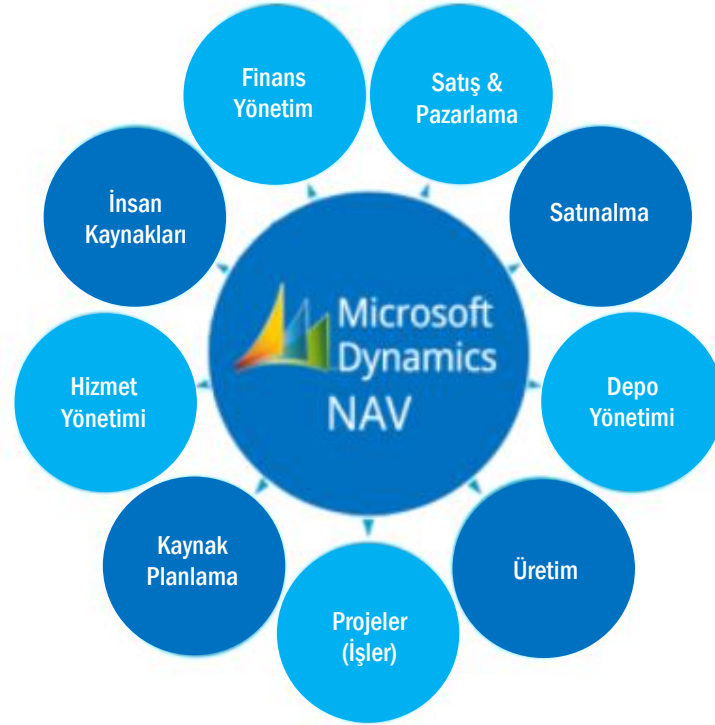 Finans
Yönetim
Satış &
Pazarlama
İnsan
Kaynakları
Satınalma
Microsoft
Dynamics
NAV
Hizmet
Yönetimi
Depo
Yönetimi
Kaynak
Planlama
Üretim
Projeler
(İşler)